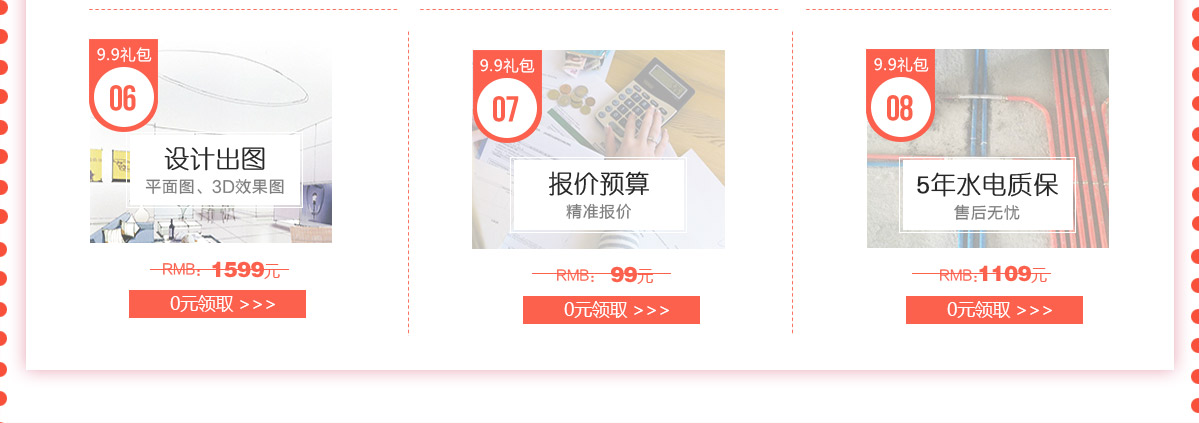 9.9礼包
06
设计出图
平面图、3D效果图
RMB：1599元
0元领取 >>>
9.9礼包
07
报价预算
精准报价
RMB： 99元
0元领取 >>>
9.9礼包
08
5年水电质保
售后无忧
RMB:1109元
0元领取 >>>